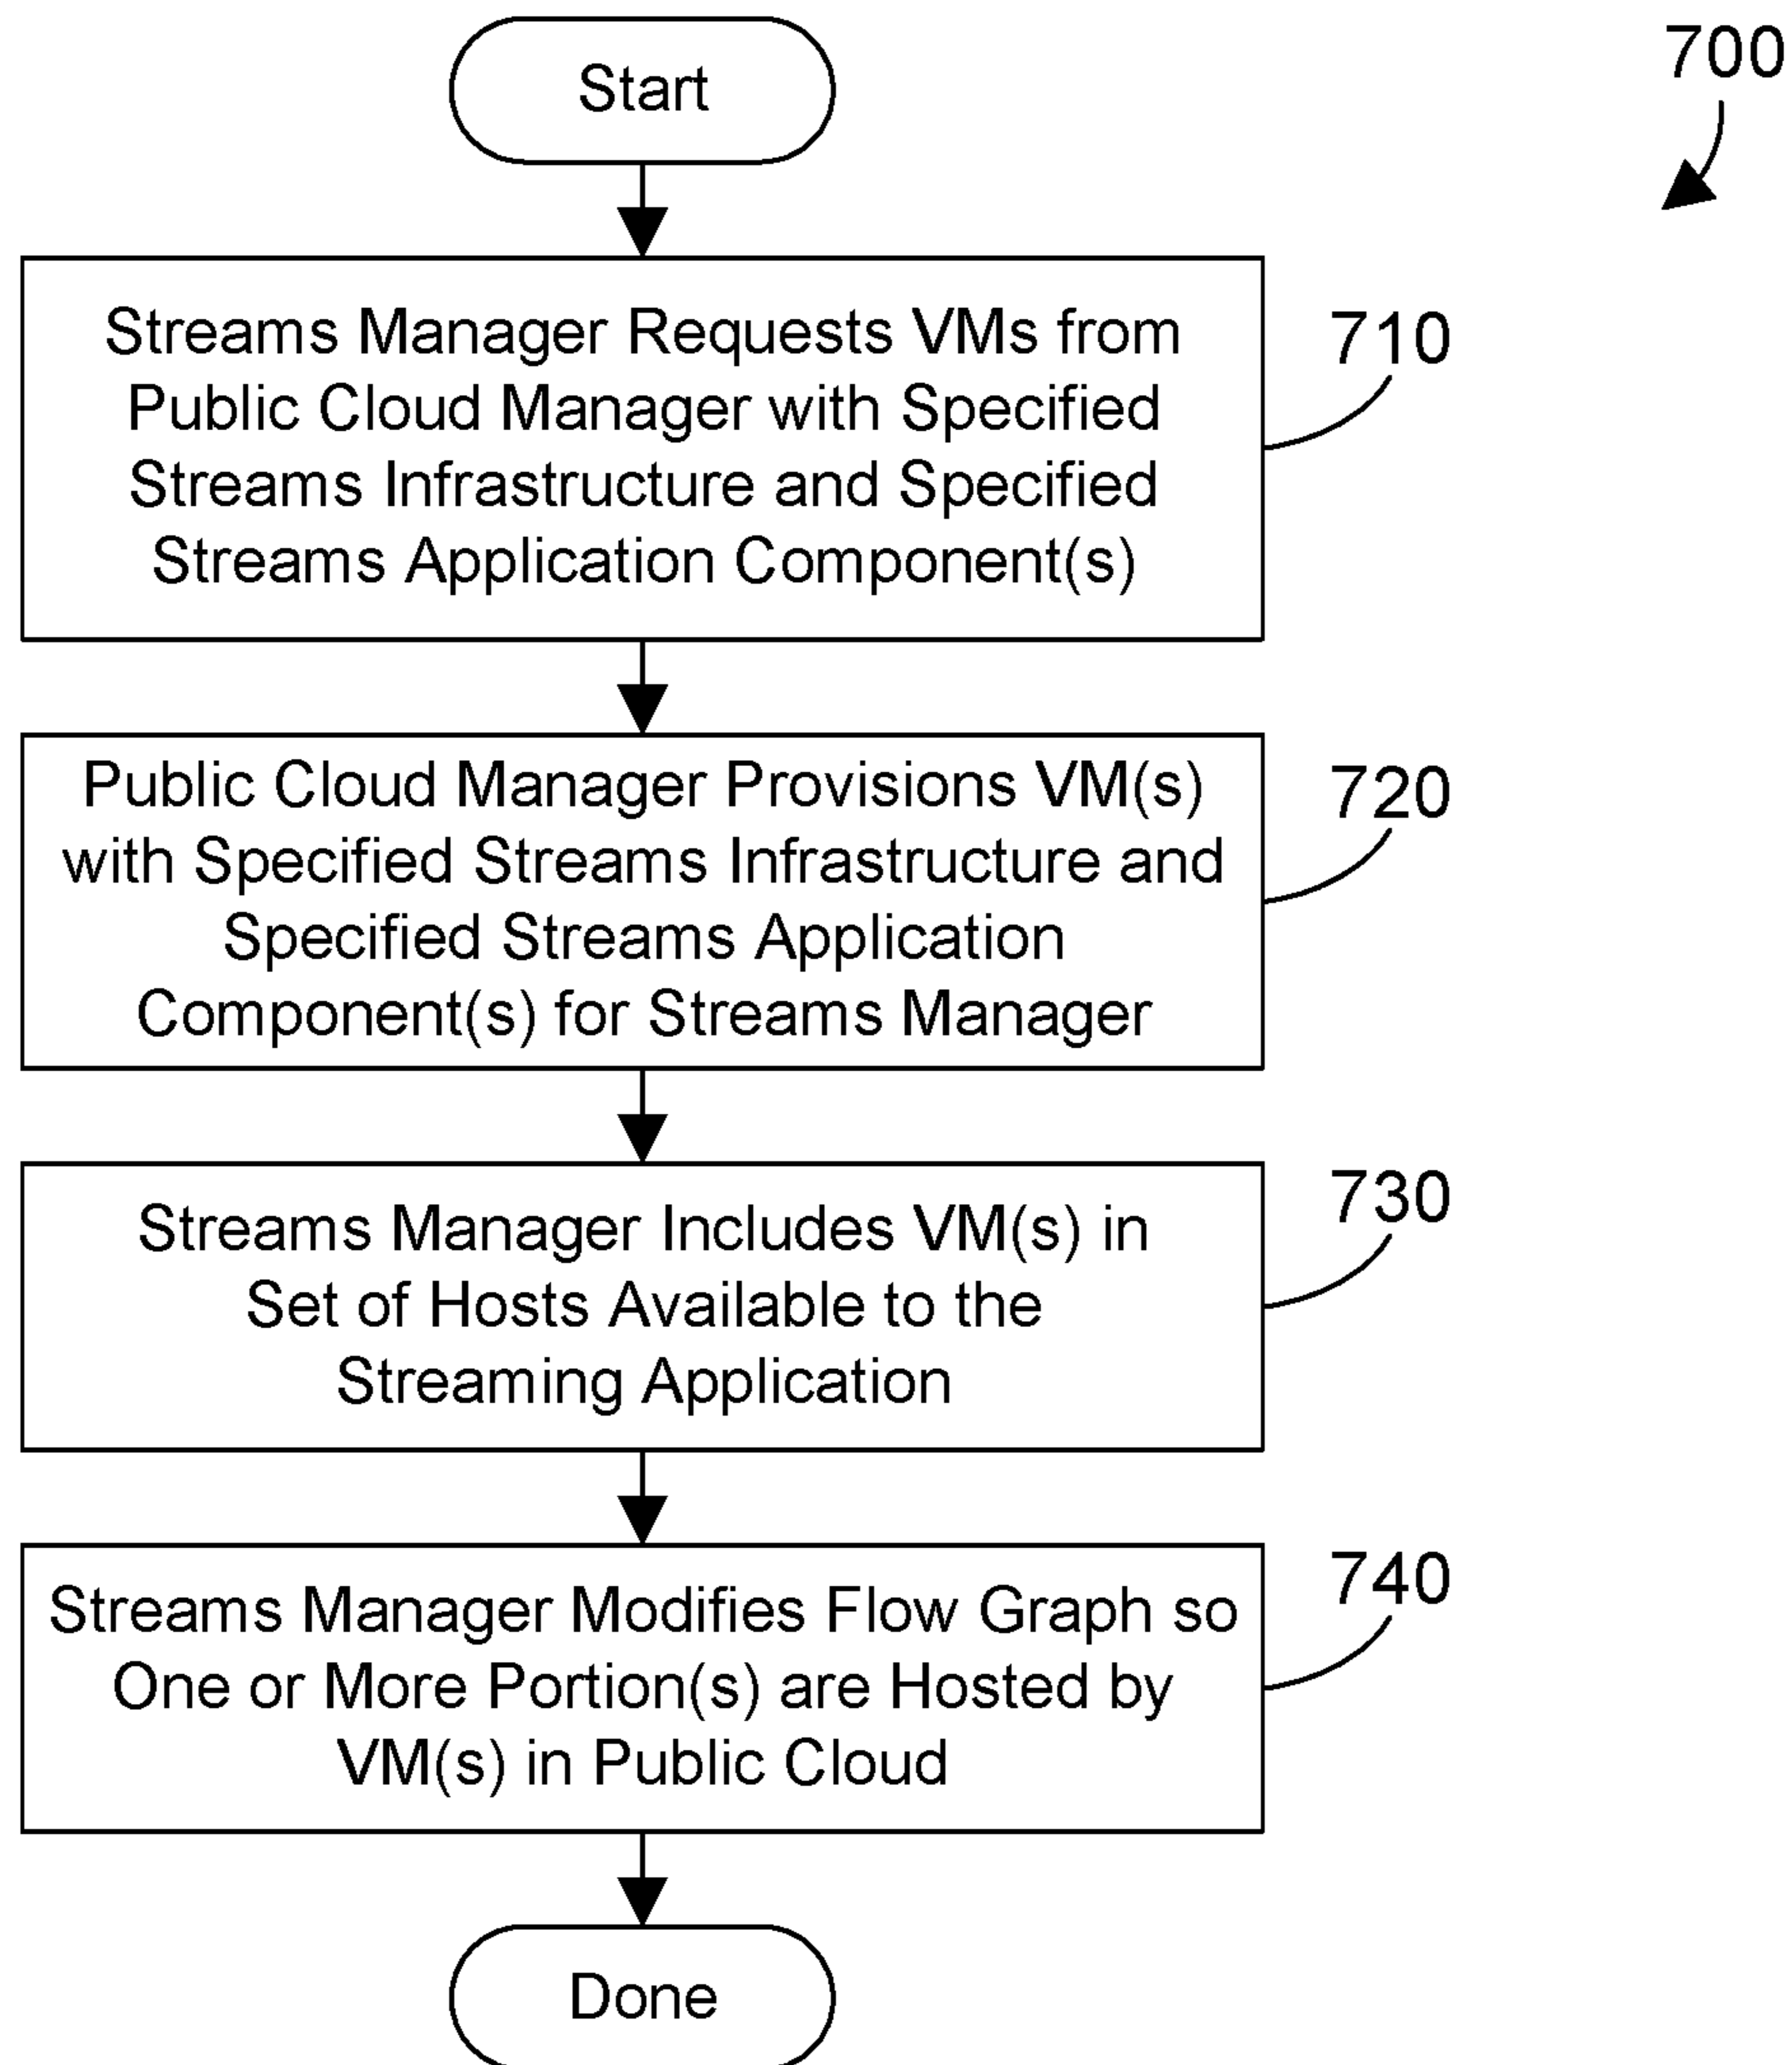 700
Start
Streams Manager Requests VMs from
Public Cloud Manager with Specified
Streams Infrastructure and Specified
Streams Application Component(s)
710
Public Cloud Manager Provisions VM(s)
with Specified Streams Infrastructure and
Specified Streams Application
Component(s) for Streams Manager
720
Streams Manager Includes VM(s) in
Set of Hosts Available to the
Streaming Application
730
Streams Manager Modifies Flow Graph so
One or More Portion(s) are Hosted by
VM(s) in Public Cloud
740
Done